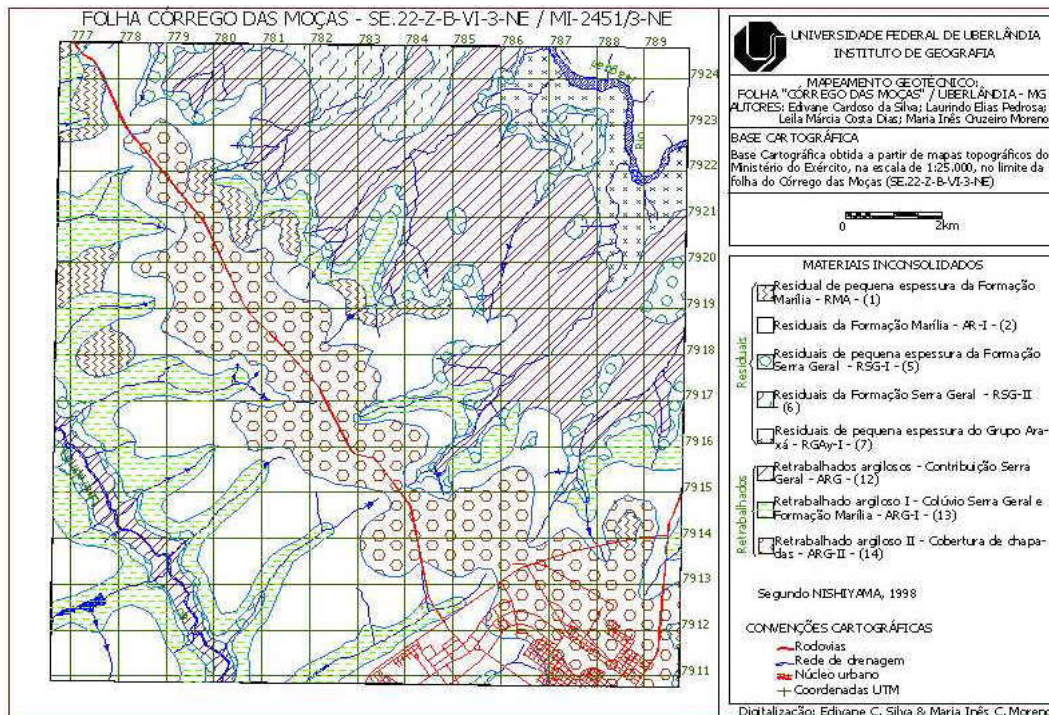 FOLHA CÓRREGO DAS MOÇAS - SE.22-Z-B-VI-3-NE / MI-2451/3-NE
777 778 779 780 781 782 783 784 785 786 787 788 789
7924
7923
7922
7921
7920
7919
7918
7917
7916
7915
7914
7913
7912
7911
Rio
UNIVERSIDADE FEDERAL DE UBERLÂNDIA
INSTITUTO DE GEOGRAFIA
MAPEAMENTO GEOTÉCNICO:
FOLHA "CÓRREGO DAS MOÇAS" / UBERLÂNDIA - MG
AUTORES: Edivane Cardoso da Silva; Laurindo Elias Pedrosa;
Leila Márcia Costa Dias; Maria Inês Cruzeiro Moreno
BASE CARTOGRÁFICA
Base Cartográfica obtida a partir de mapas topográficos do
Ministério do Exército, na escala de 1:25.000, no limite da
folha do Córrego das Moças (SE.22-Z-B-VI-3-NE)
0 2km
MATERIAIS INCONSOLIDADOS
Residuais
Residual de pequena espessura da Formação
Marília - RMA - (1)
Residuais da Formação Marília - AR-I - (2)
Residuais de pequena espessura da Formação
Serra Geral - RSG-I - (5)
Residuais da Formação Serra Geral - RSG-II -
(6)
Residuais de pequena espessura do Grupo Ara-
xá - RGAy-I - (7)
Retrabalhados
Retrabalhados argilosos - Contribuição Serra
Geral - ARG - (12)
Retrabalhado argiloso I - Colúvio Serra Geral e
Formação Marília - ARG-I - (13)
Retrabalhado argiloso II - Cobertura de chapa-
das - ARG-II - (14)
Segundo NISHIYAMA, 1998
CONVENÇÕES CARTOGRÁFICAS
Rodovias
Rede de drenagem
Núcleo urbano
Coordenadas UTM
Digitalização: Edivane C. Silva & Maria Inês C. Moreno